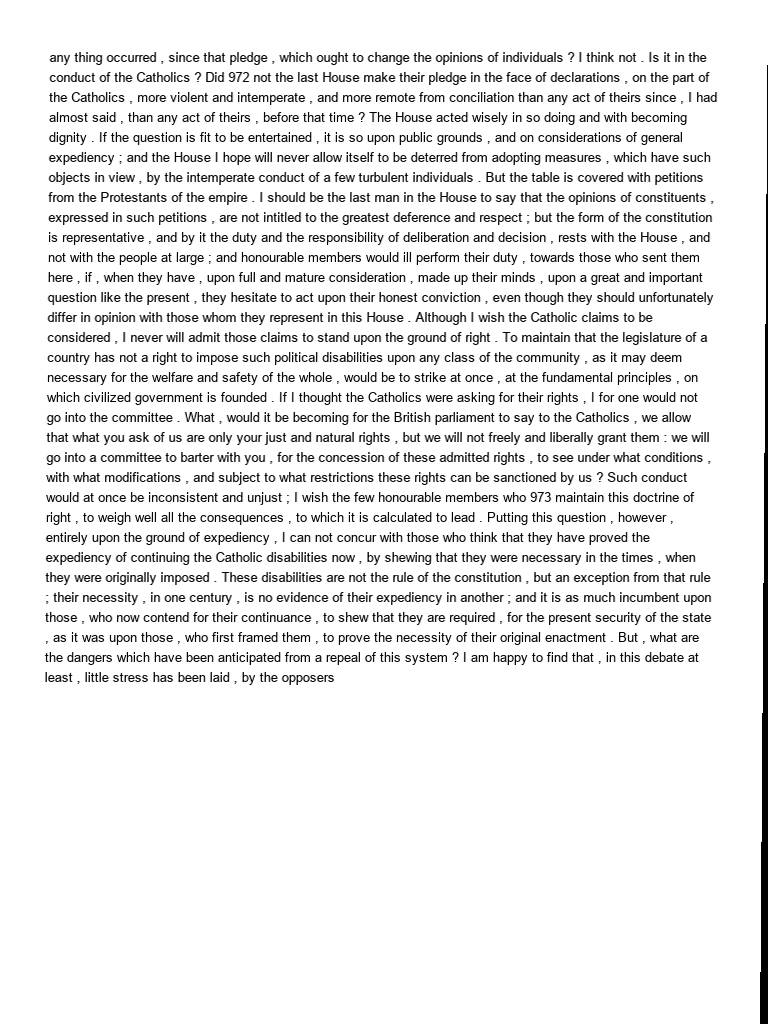 any thing occurred , since that pledge , which ought to change the opinions of individuals ? I think not . Is it in the
conduct of the Catholics ? Did 972 not the last House make their pledge in the face of declarations , on the part of
the Catholics , more violent and intemperate , and more remote from conciliation than any act of theirs since , I had
almost said , than any act of theirs , before that time ? The House acted wisely in so doing and with becoming
dignity . If the question is fit to be entertained , it is so upon public grounds , and on considerations of general
expediency ; and the House I hope will never allow itself to be deterred from adopting measures , which have such
objects in view , by the intemperate conduct of a few turbulent individuals . But the table is covered with petitions
from the Protestants of the empire . I should be the last man in the House to say that the opinions of constituents ,
expressed in such petitions , are not intitled to the greatest deference and respect ; but the form of the constitution
is representative , and by it the duty and the responsibility of deliberation and decision , rests with the House , and
not with the people at large ; and honourable members would ill perform their duty , towards those who sent them
here , if , when they have , upon full and mature consideration , made up their minds , upon a great and important
question like the present , they hesitate to act upon their honest conviction , even though they should unfortunately
differ in opinion with those whom they represent in this House . Although I wish the Catholic claims to be
considered , I never will admit those claims to stand upon the ground of right . To maintain that the legislature of a
country has not a right to impose such political disabilities upon any class of the community , as it may deem
necessary for the welfare and safety of the whole , would be to strike at once , at the fundamental principles , on
which civilized government is founded . If I thought the Catholics were asking for their rights , I for one would not
go into the committee . What , would it be becoming for the British parliament to say to the Catholics , we allow
that what you ask of us are only your just and natural rights , but we will not freely and liberally grant them : we will
go into a committee to barter with you , for the concession of these admitted rights , to see under what conditions ,
with what modifications , and subject to what restrictions these rights can be sanctioned by us ? Such conduct
would at once be inconsistent and unjust ; I wish the few honourable members who 973 maintain this doctrine of
right , to weigh well all the consequences , to which it is calculated to lead . Putting this question , however ,
entirely upon the ground of expediency , I can not concur with those who think that they have proved the
expediency of continuing the Catholic disabilities now , by shewing that they were necessary in the times , when
they were originally imposed . These disabilities are not the rule of the constitution , but an exception from that rule
; their necessity , in one century , is no evidence of their expediency in another ; and it is as much incumbent upon
those , who now contend for their continuance , to shew that they are required , for the present security of the state
, as it was upon those , who first framed them , to prove the necessity of their original enactment . But , what are
the dangers which have been anticipated from a repeal of this system ? I am happy to find that , in this debate at
least , little stress has been laid , by the opposers